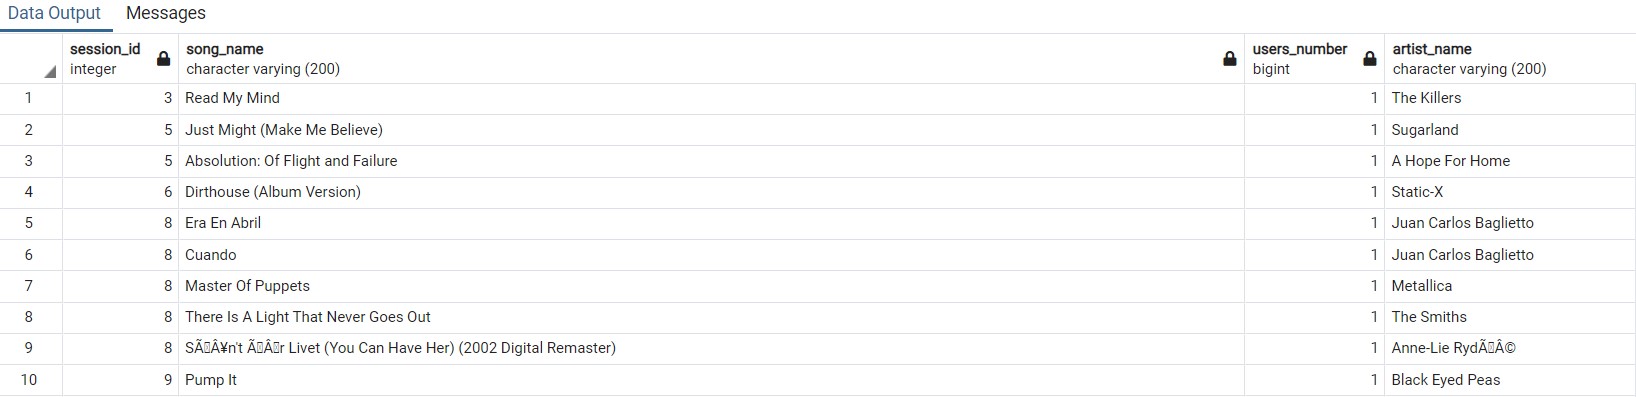 Data Output Messages
session_id song_name users_number artist_name
integer character varying (200) bigint character varying (200)
1 3 Read My Mind 1 The Killers
2 5 Just Might (Make Me Believe) 1 Sugarland
3 5 Absolution: Of Flight and Failure 1 A Hope For Home
4 6 Dirthouse (Album Version) 1 Static-X
5 8 Era En Abril 1 Juan Carlos Baglietto
6 8 Cuando 1 Juan Carlos Baglietto
7 8 Master Of Puppets 1 Metallica
8 8 There Is A Light That Never Goes Out 1 The Smiths
9 8 Livet (You Can Have Her) (2002 Digital Remaster) 1 Anne-Lie
10 9 Pump It 1 Black Eyed Peas